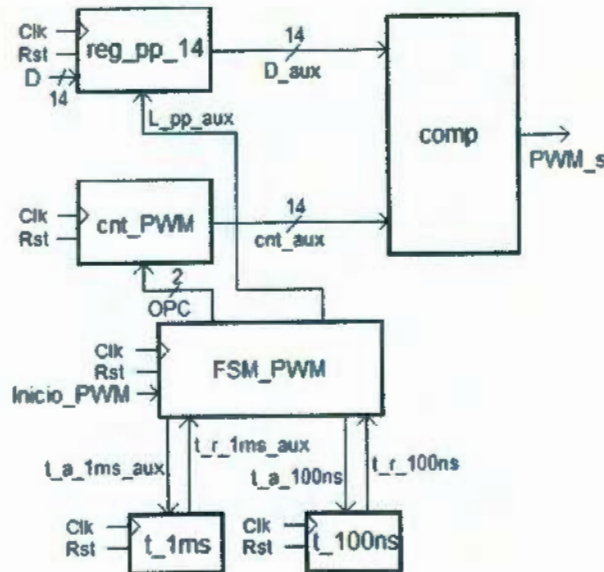 Clk
Rst
D
14
reg_pp_14
14
D_aux
L_pp_aux
comp
PWM_s
Clk
Rst
cnt_PWM
14
cnt_aux
2
OPC
Clk
Rst
Inicio_PWM
FSM_PWM
t_a_1ms_aux
t_r_1ms_aux
t_a_100ns
t_r_100ns
Clk
Rst
t_1ms
Clk
Rst
t_100ns